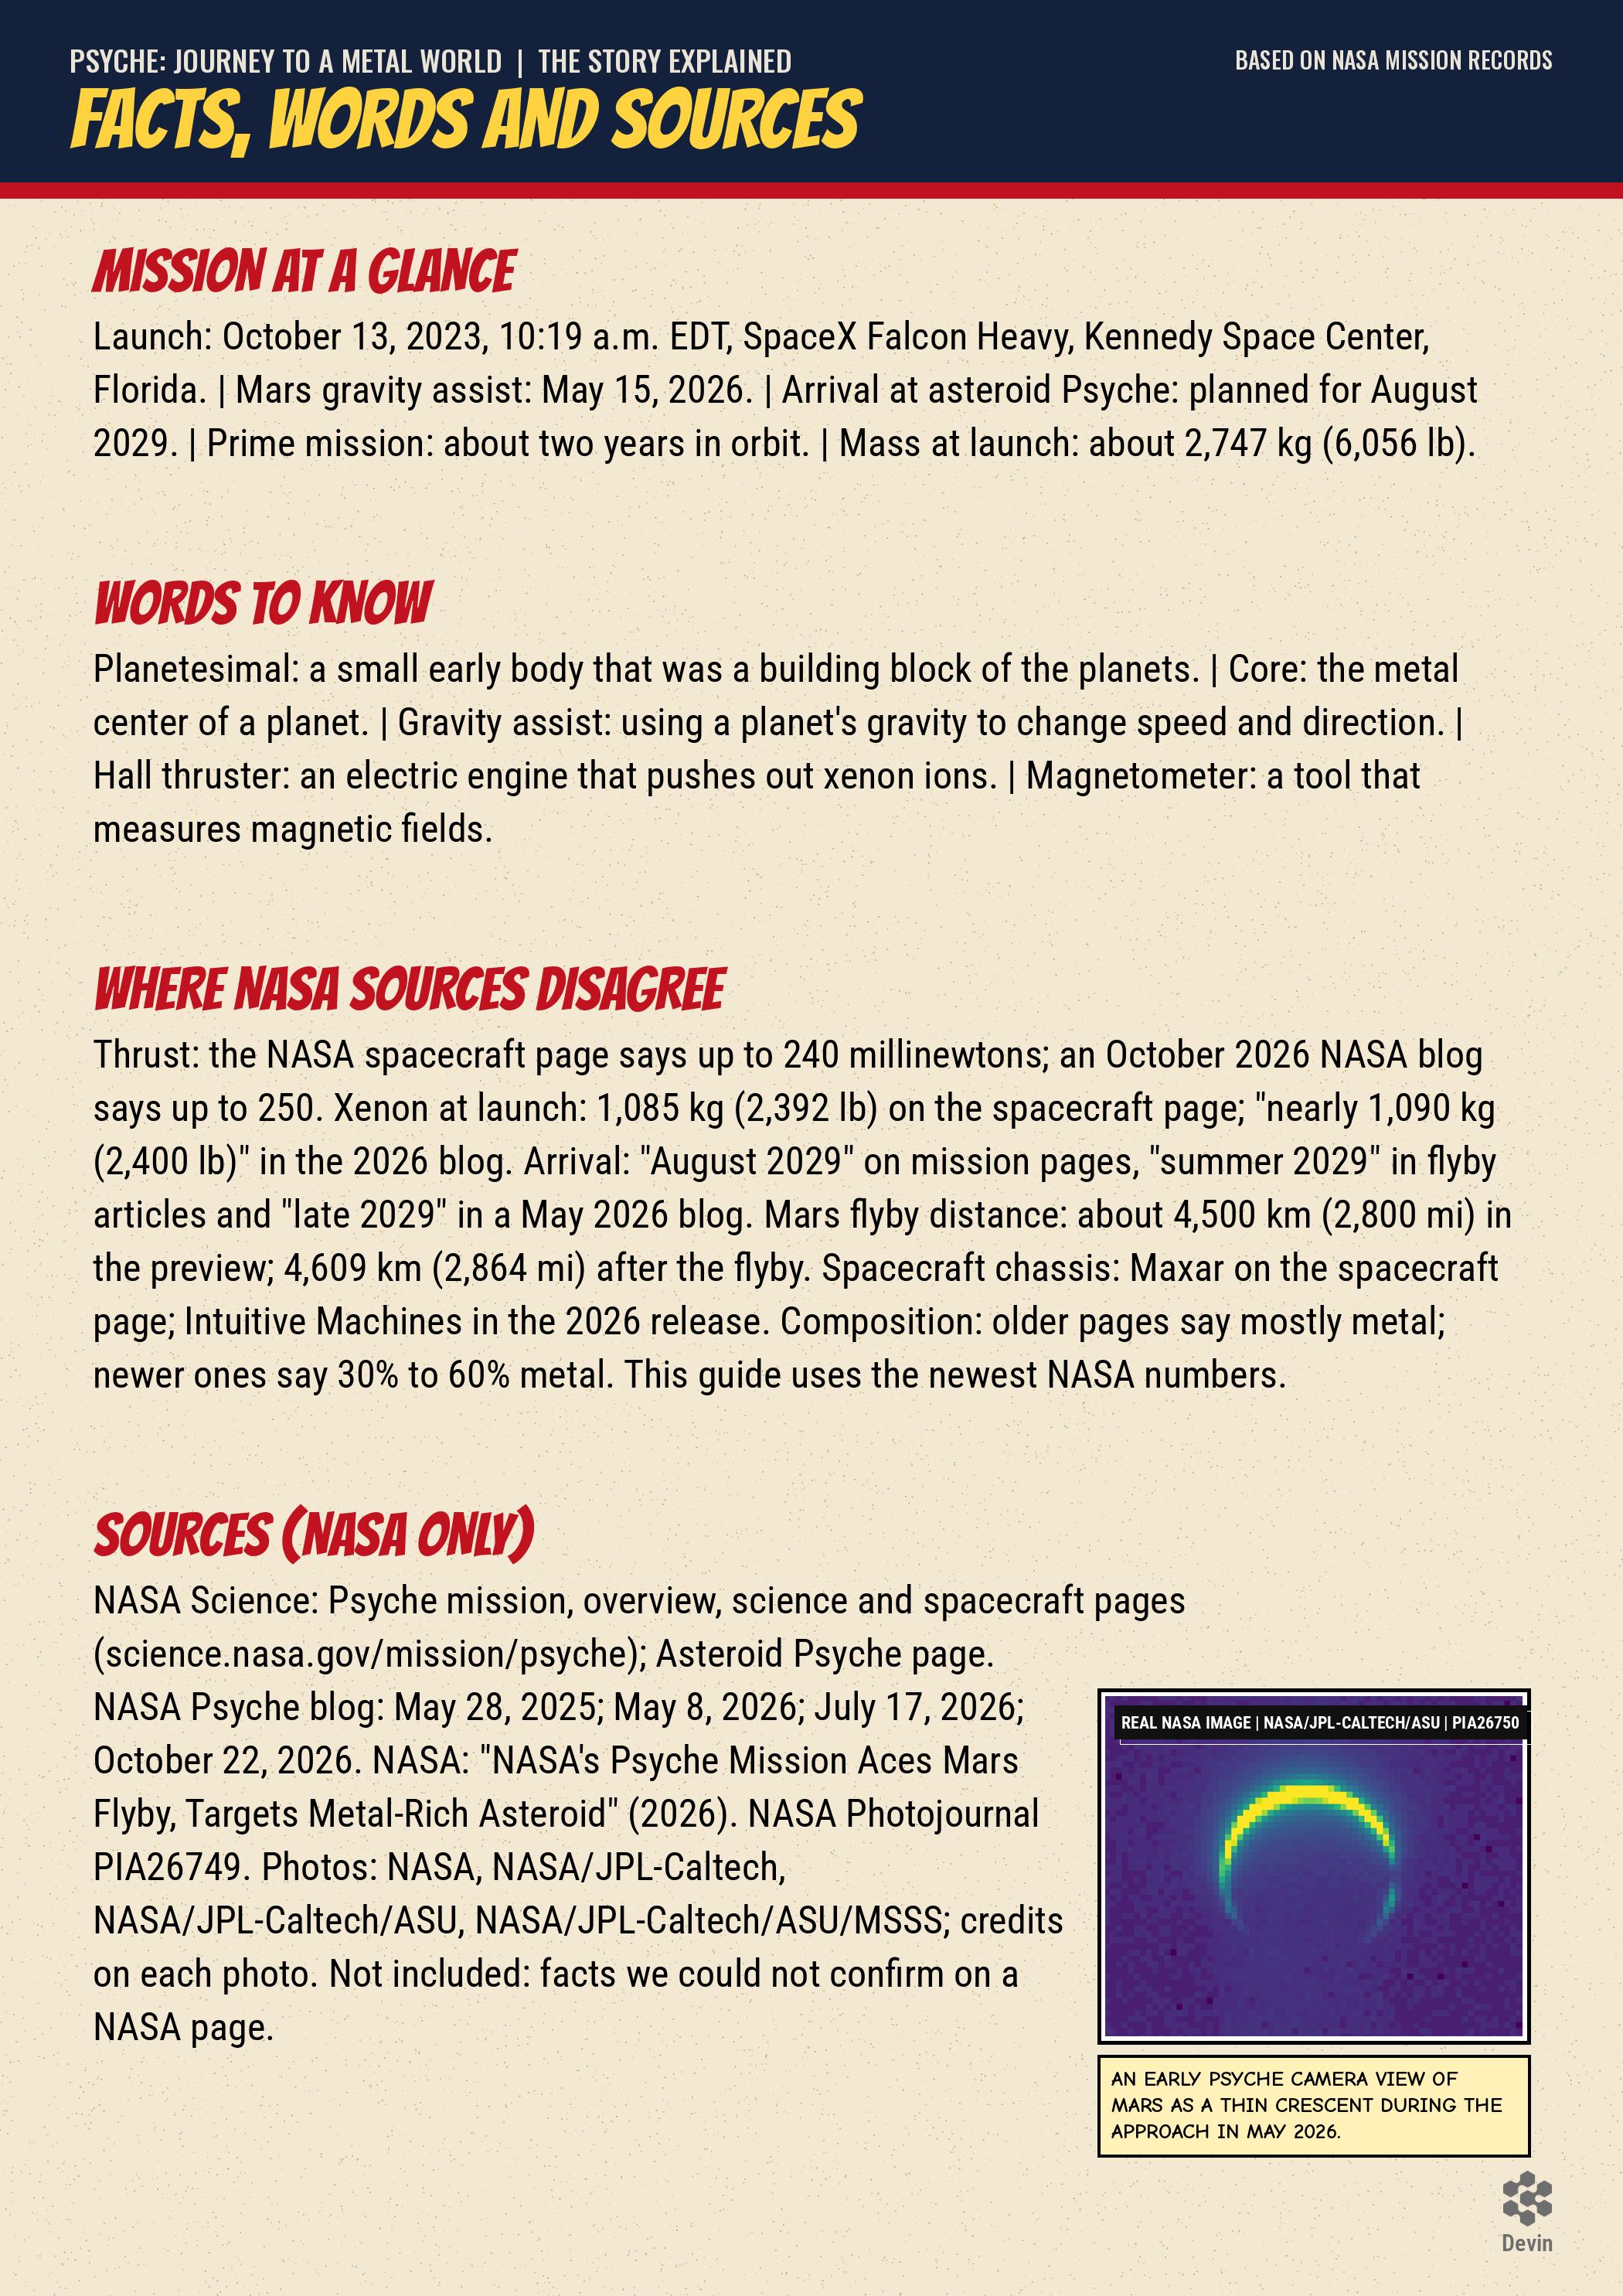 PSYCHE: JOURNEY TO A METAL WORLD | THE STORY EXPLAINED
BASED ON NASA MISSION RECORDS
FACTS, WORDS AND SOURCES
MISSION AT A GLANCE
Launch: October 13, 2023, 10:19 a.m. EDT, SpaceX Falcon Heavy, Kennedy Space Center,
Florida. | Mars gravity assist: May 15, 2026. | Arrival at asteroid Psyche: planned for August
2029. | Prime mission: about two years in orbit. | Mass at launch: about 2,747 kg (6,056 lb).
WORDS TO KNOW
Planetesimal: a small early body that was a building block of the planets. | Core: the metal
center of a planet. | Gravity assist: using a planet's gravity to change speed and direction. |
Hall thruster: an electric engine that pushes out xenon ions. | Magnetometer: a tool that
measures magnetic fields.
WHERE NASA SOURCES DISAGREE
Thrust: the NASA spacecraft page says up to 240 millinewtons; an October 2026 NASA blog
says up to 250. Xenon at launch: 1,085 kg (2,392 lb) on the spacecraft page; "nearly 1,090 kg
(2,400 lb)" in the 2026 blog. Arrival: "August 2029" on mission pages, "summer 2029" in flyby
articles and "late 2029" in a May 2026 blog. Mars flyby distance: about 4,500 km (2,800 mi) in
the preview; 4,609 km (2,864 mi) after the flyby. Spacecraft chassis: Maxar on the spacecraft
page; Intuitive Machines in the 2026 release. Composition: older pages say mostly metal;
newer ones say 30% to 60% metal. This guide uses the newest NASA numbers.
SOURCES (NASA ONLY)
NASA Science: Psyche mission, overview, science and spacecraft pages
(science.nasa.gov/mission/psyche); Asteroid Psyche page.
NASA Psyche blog: May 28, 2025; May 8, 2026; July 17, 2026;
October 22, 2026. NASA: "NASA's Psyche Mission Aces Mars
Flyby, Targets Metal-Rich Asteroid" (2026). NASA Photojournal
PIA26749. Photos: NASA, NASA/JPL-Caltech,
NASA/JPL-Caltech/ASU, NASA/JPL-Caltech/ASU/MSSS; credits
on each photo. Not included: facts we could not confirm on a
NASA page.
REAL NASA IMAGE | NASA/JPL-CALTECH/ASU | PIA26750
AN EARLY PSYCHE CAMERA VIEW OF
MARS AS A THIN CRESCENT DURING THE
APPROACH IN MAY 2026.
Devin